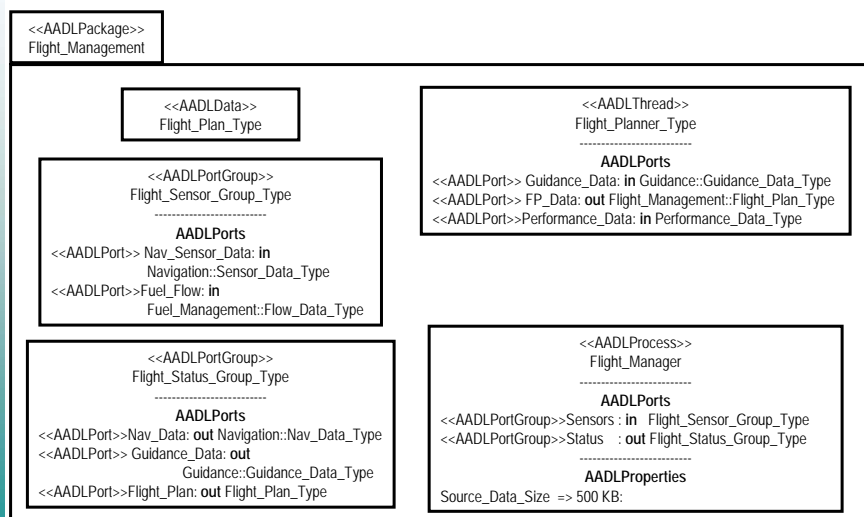 <<AADLPackage>>
Flight_Management
<<AADLData>>
Flight_Plan_Type
<<AADLPortGroup>>
Flight_Sensor_Group_Type
--------------------------
AADLPorts
<<AADLPort>> Nav_Sensor_Data: in
Navigation::Sensor_Data_Type
<<AADLPort>>Fuel_Flow: in
Fuel_Management::Flow_Data_Type
<<AADLPortGroup>>
Flight_Status_Group_Type
--------------------------
AADLPorts
<<AADLPort>>Nav_Data: out Navigation::Nav_Data_Type
<<AADLPort>> Guidance_Data: out
Guidance::Guidance_Data_Type
<<AADLPort>>Flight_Plan: out Flight_Plan_Type
<<AADLThread>>
Flight_Planner_Type
--------------------------
AADLPorts
<<AADLPort>> Guidance_Data: in Guidance::Guidance_Data_Type
<<AADLPort>> FP_Data: out Flight_Management::Flight_Plan_Type
<<AADLPort>>Performance_Data: in Performance_Data_Type
<<AADLProcess>>
Flight_Manager
--------------------------
AADLPorts
<<AADLPortGroup>>Sensors : in Flight_Sensor_Group_Type
<<AADLPortGroup>>Status : out Flight_Status_Group_Type
--------------------------
AADLProperties
Source_Data_Size => 500 KB: